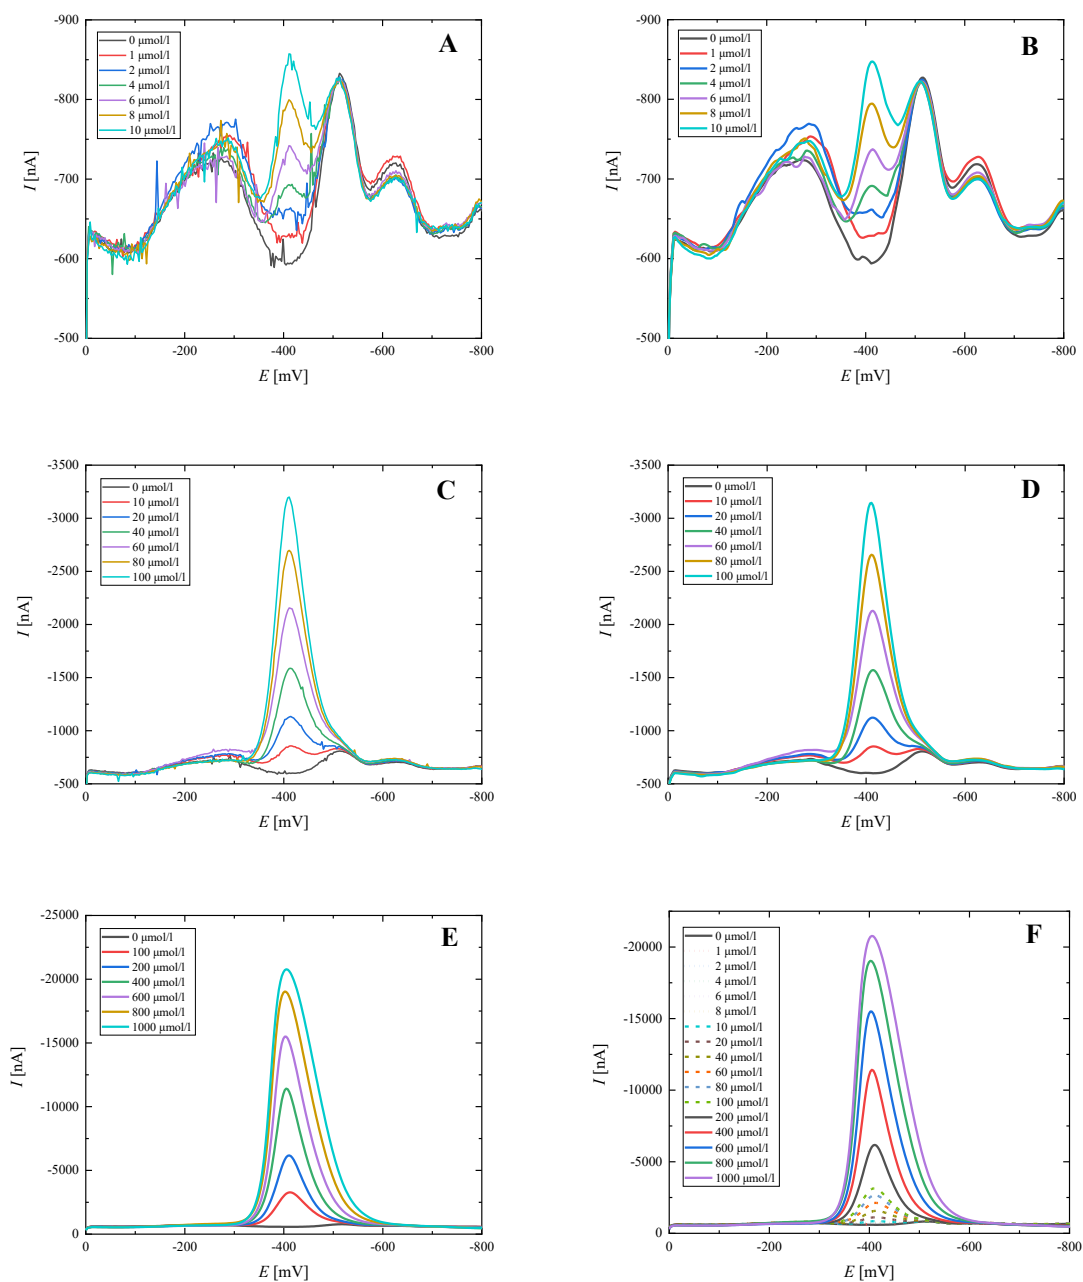 A
0 μmol/l
1 μmol/l
2 μmol/l
4 μmol/l
6 μmol/l
8 μmol/l
10 μmol/l
-900
-800
-700
-600
-500
I [nA]
0 -200 -400 -600 -800
E [mV]
B
0 μmol/l
1 μmol/l
2 μmol/l
4 μmol/l
6 μmol/l
8 μmol/l
10 μmol/l
-900
-800
-700
-600
-500
I [nA]
0 -200 -400 -600 -800
E [mV]
C
0 μmol/l
10 μmol/l
20 μmol/l
40 μmol/l
60 μmol/l
80 μmol/l
100 μmol/l
-3500
-3000
-2500
-2000
-1500
-1000
-500
I [nA]
0 -200 -400 -600 -800
E [mV]
D
0 μmol/l
10 μmol/l
20 μmol/l
40 μmol/l
60 μmol/l
80 μmol/l
100 μmol/l
-3500
-3000
-2500
-2000
-1500
-1000
-500
I [nA]
0 -200 -400 -600 -800
E [mV]
E
0 μmol/l
100 μmol/l
200 μmol/l
400 μmol/l
600 μmol/l
800 μmol/l
1000 μmol/l
-25000
-20000
-15000
-10000
-5000
0
I [nA]
0 -200 -400 -600 -800
E [mV]
F
0 μmol/l
1 μmol/l
2 μmol/l
4 μmol/l
6 μmol/l
8 μmol/l
10 μmol/l
20 μmol/l
40 μmol/l
60 μmol/l
80 μmol/l
100 μmol/l
200 μmol/l
400 μmol/l
600 μmol/l
800 μmol/l
1000 μmol/l
-20000
-15000
-10000
-5000
0
I [nA]
0 -200 -400 -600 -800
E [mV]